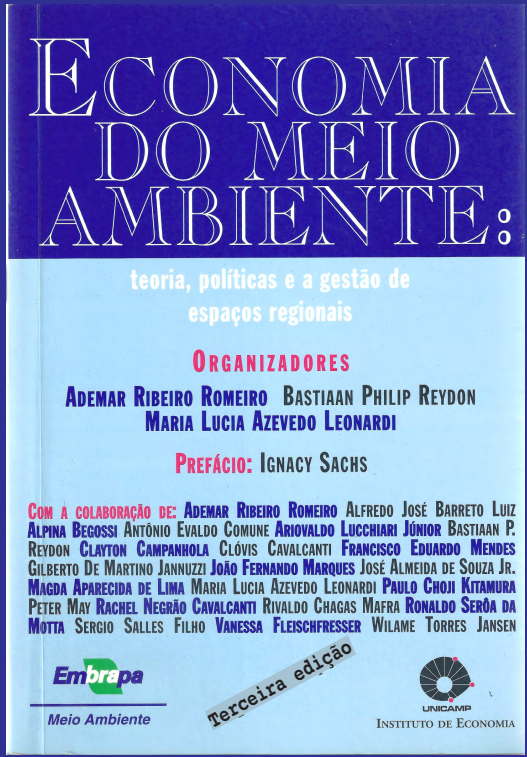 ECONOMIA
DO MEIO
AMBIENTE:
teoria, políticas e a gestão de
espaços regionais
ORGANIZADORES
ADEMAR RIBEIRO ROMEIRO BASTIAAN PHILIP REYDON
MARIA LUCIA AZEVEDO LEONARDI
PREFÁCIO: IGNACY SACHS
COM A COLABORAÇÃO DE: ADEMAR RIBEIRO ROMEIRO ALFREDO JOSÉ BARRETO LUIZ
ALPINA BEGOSSI ANTÔNIO EVALDO COMUNE ARIOVALDO LUCCHIARI JÚNIOR BASTIAAN P.
REYDON CLAYTON CAMPANHOLA CLÓVIS CAVALCANTI FRANCISCO EDUARDO MENDES
GILBERTO DE MARTINO JANNUZZI JOÃO FERNANDO MARQUES JOSÉ ALMEIDA DE SOUZA JR.
MAGDA APARECIDA DE LIMA MARIA LUCIA AZEVEDO LEONARDI PAULO CHOJI KITAMURA
PETER MAY RACHEL NEGRÃO CAVALCANTI RIVALDO CHAGAS MAFRA RONALDO SERÔA DA
MOTTA SERGIO SALLES FILHO VANESSA FLEISCHFRESSER WILAME TORRES JANSEN
Terceira edição
Embrapa
Meio Ambiente
UNICAMP
INSTITUTO DE ECONOMIA